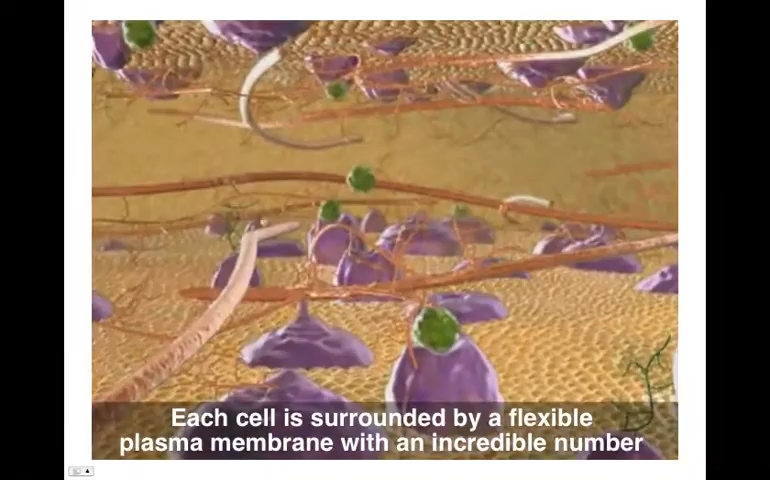 Each cell is surrounded by a flexible
plasma membrane with an incredible number